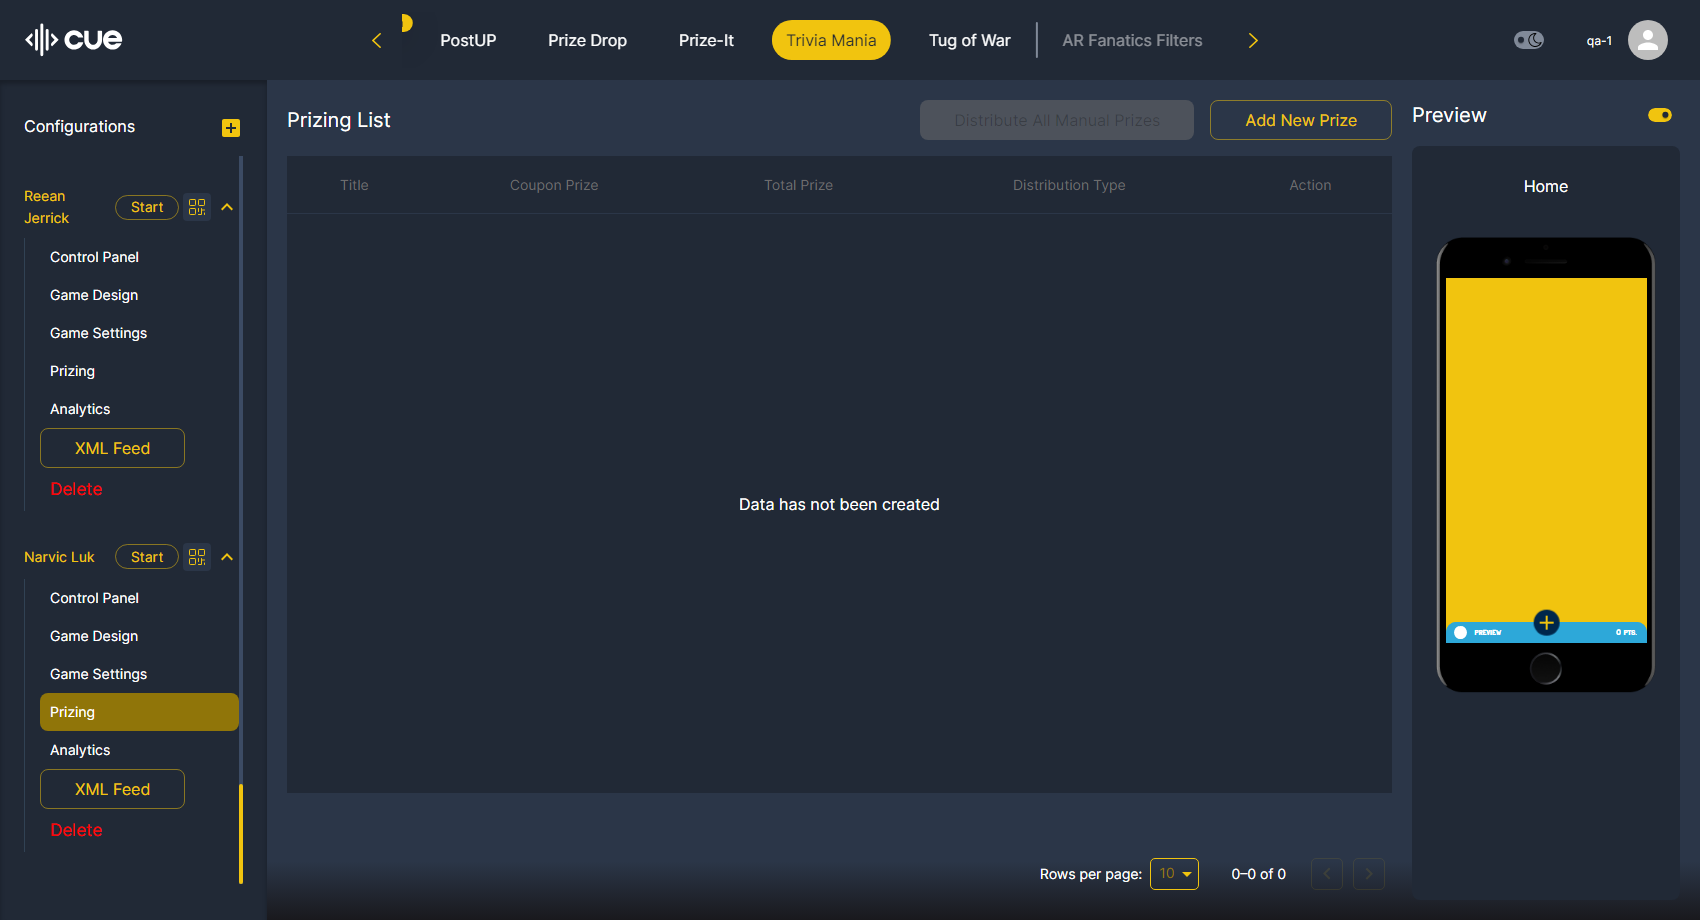 cue
PostUP
Prize Drop
Prize-It
Trivia Mania
Tug of War
AR Fanatics Filters
qa-1
Configurations
Reean
Jerrick
Start
Control Panel
Game Design
Game Settings
Prizing
Analytics
XML Feed
Delete
Narvic Luk
Start
Control Panel
Game Design
Game Settings
Prizing
Analytics
XML Feed
Delete
Prizing List
Distribute All Manual Prizes
Add New Prize
Title
Coupon Prize
Total Prize
Distribution Type
Action
Data has not been created
Rows per page:
10
0–0 of 0
Preview
Home
PREVIEW
0 PTS.